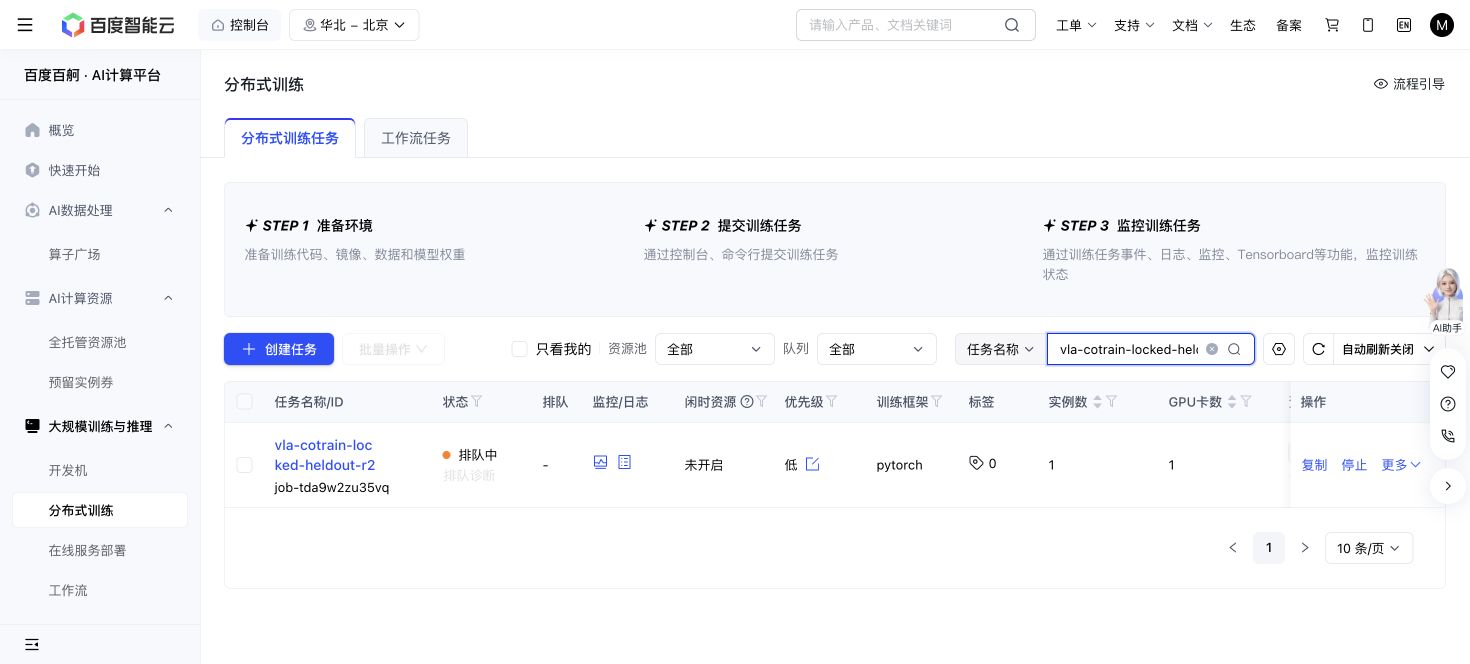 百度智能云
控制台
华北 – 北京
请输入产品、文档关键词
工单
支持
文档
生态
备案
EN
M
百度百舸 · AI计算平台
概览
快速开始
AI数据处理
算子广场
AI计算资源
全托管资源池
预留实例券
大规模训练与推理
开发机
分布式训练
在线服务部署
工作流
分布式训练
流程引导
分布式训练任务
工作流任务
STEP 1 准备环境
准备训练代码、镜像、数据和模型权重
STEP 2 提交训练任务
通过控制台、命令行提交训练任务
STEP 3 监控训练任务
通过训练任务事件、日志、监控、Tensorboard等功能，监控训练
状态
AI助手
创建任务
批量操作
只看我的
资源池
全部
队列
全部
任务名称
vla-cotrain-locked-held
自动刷新关闭
任务名称/ID
状态
排队
监控/日志
闲时资源
优先级
训练框架
标签
实例数
GPU卡数
操作
vla-cotrain-loc
ked-heldout-r2
job-tda9w2zu35vq
排队中
排队诊断
-
未开启
低
pytorch
0
1
1
复制
停止
更多
1
10 条/页